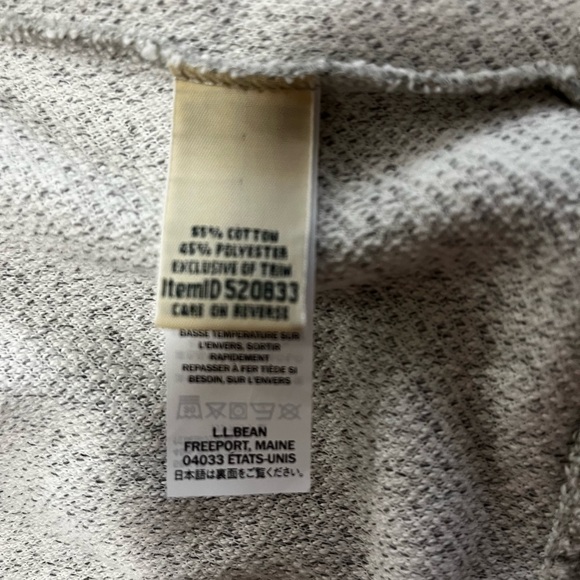 55% COTTON
45% POLYESTER
EXCLUSIVE OF TRIM
ItemID 520833
CARE ON REVERSE
BASSE TEMPERATURE SUR
L'ENVERS, SORTIR
RAPIDEMENT
REPASSER À FER TIÈDE SI
BESOIN, SUR L'ENVERS
L.L.BEAN
FREEPORT, MAINE
04033 ÉTATS-UNIS
日本語は裏面をご覧ください。